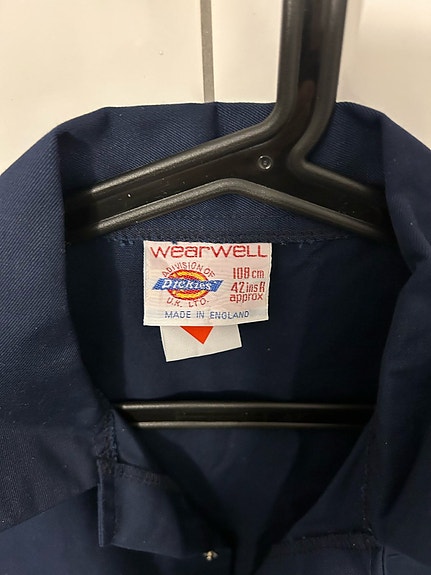 wearwell
A DIVISION OF
Dickies
U.K. LTD.
108 cm
42 ins R
approx
MADE IN ENGLAND